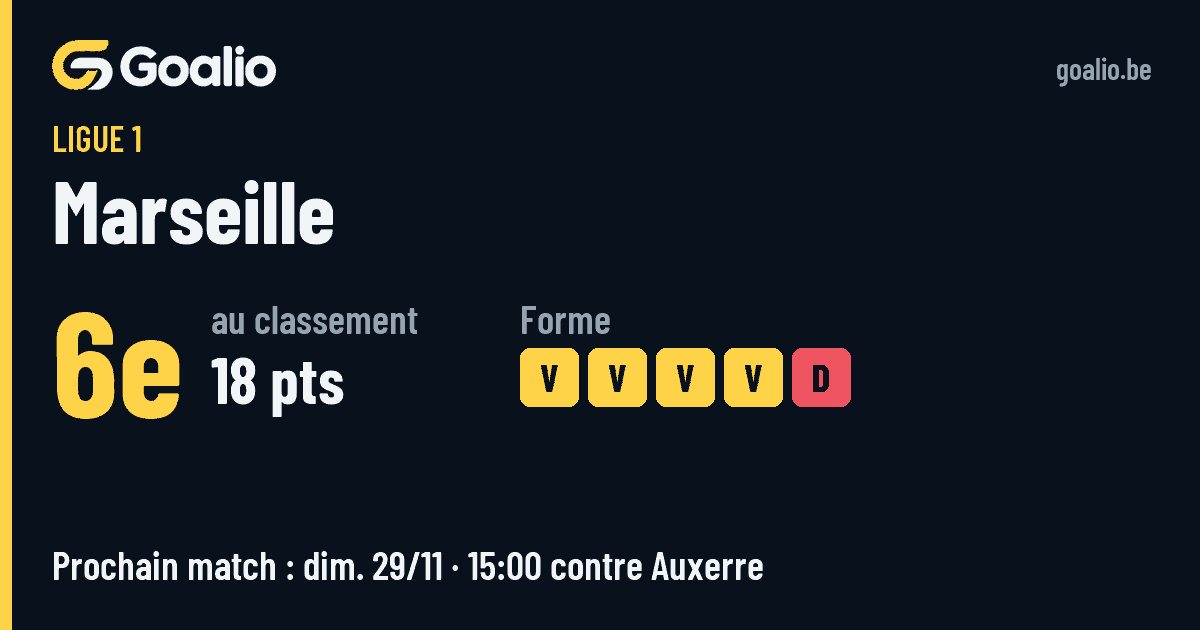 Goalio
goalio.be
LIGUE 1
Marseille
6e
au classement
18 pts
Forme
V V V V D
Prochain match : dim. 29/11 · 15:00 contre Auxerre